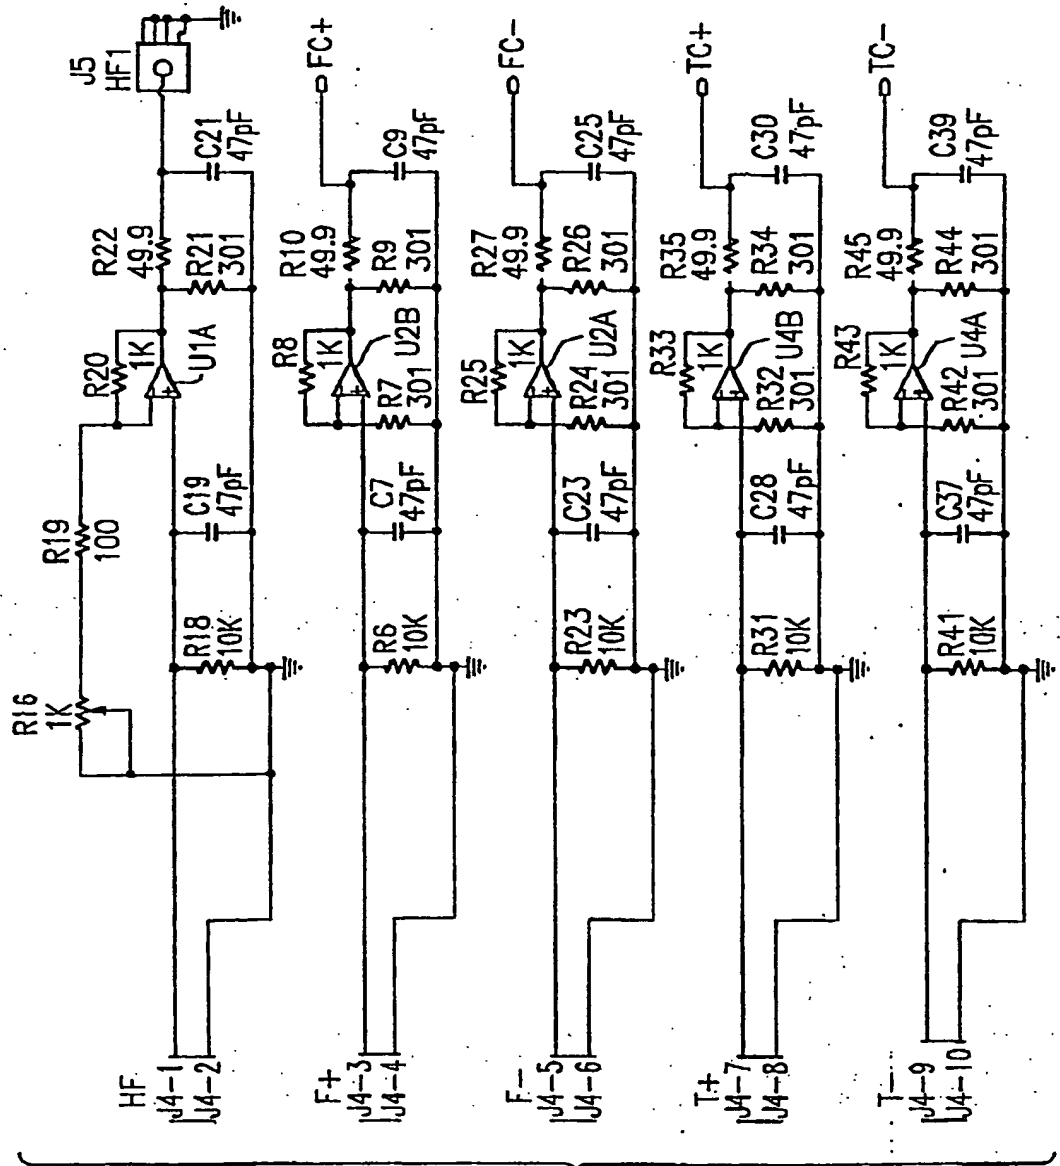 J5
HF1
R22
49.9
C21
47pF
R21
301
R20
1K
U1A
R19
100
C19
47pF
R18
10K
R16
1K
HF
J4-1
J4-2
FC+
R10
49.9
C9
47pF
R9
301
R8
1K
U2B
R7
301
C7
47pF
R6
10K
F+
J4-3
J4-4
FC-
R27
49.9
C25
47pF
R26
301
R25
1K
U2A
R24
301
C23
47pF
R23
10K
F-
J4-5
J4-6
TC+
R35
49.9
C30
47pF
R34
301
R33
1K
U4B
R32
301
C28
47pF
R31
10K
T+
J4-7
J4-8
TC-
R45
49.9
C39
47pF
R44
301
R43
1K
U4A
R42
301
C37
47pF
R41
10K
T-
J4-9
J4-10